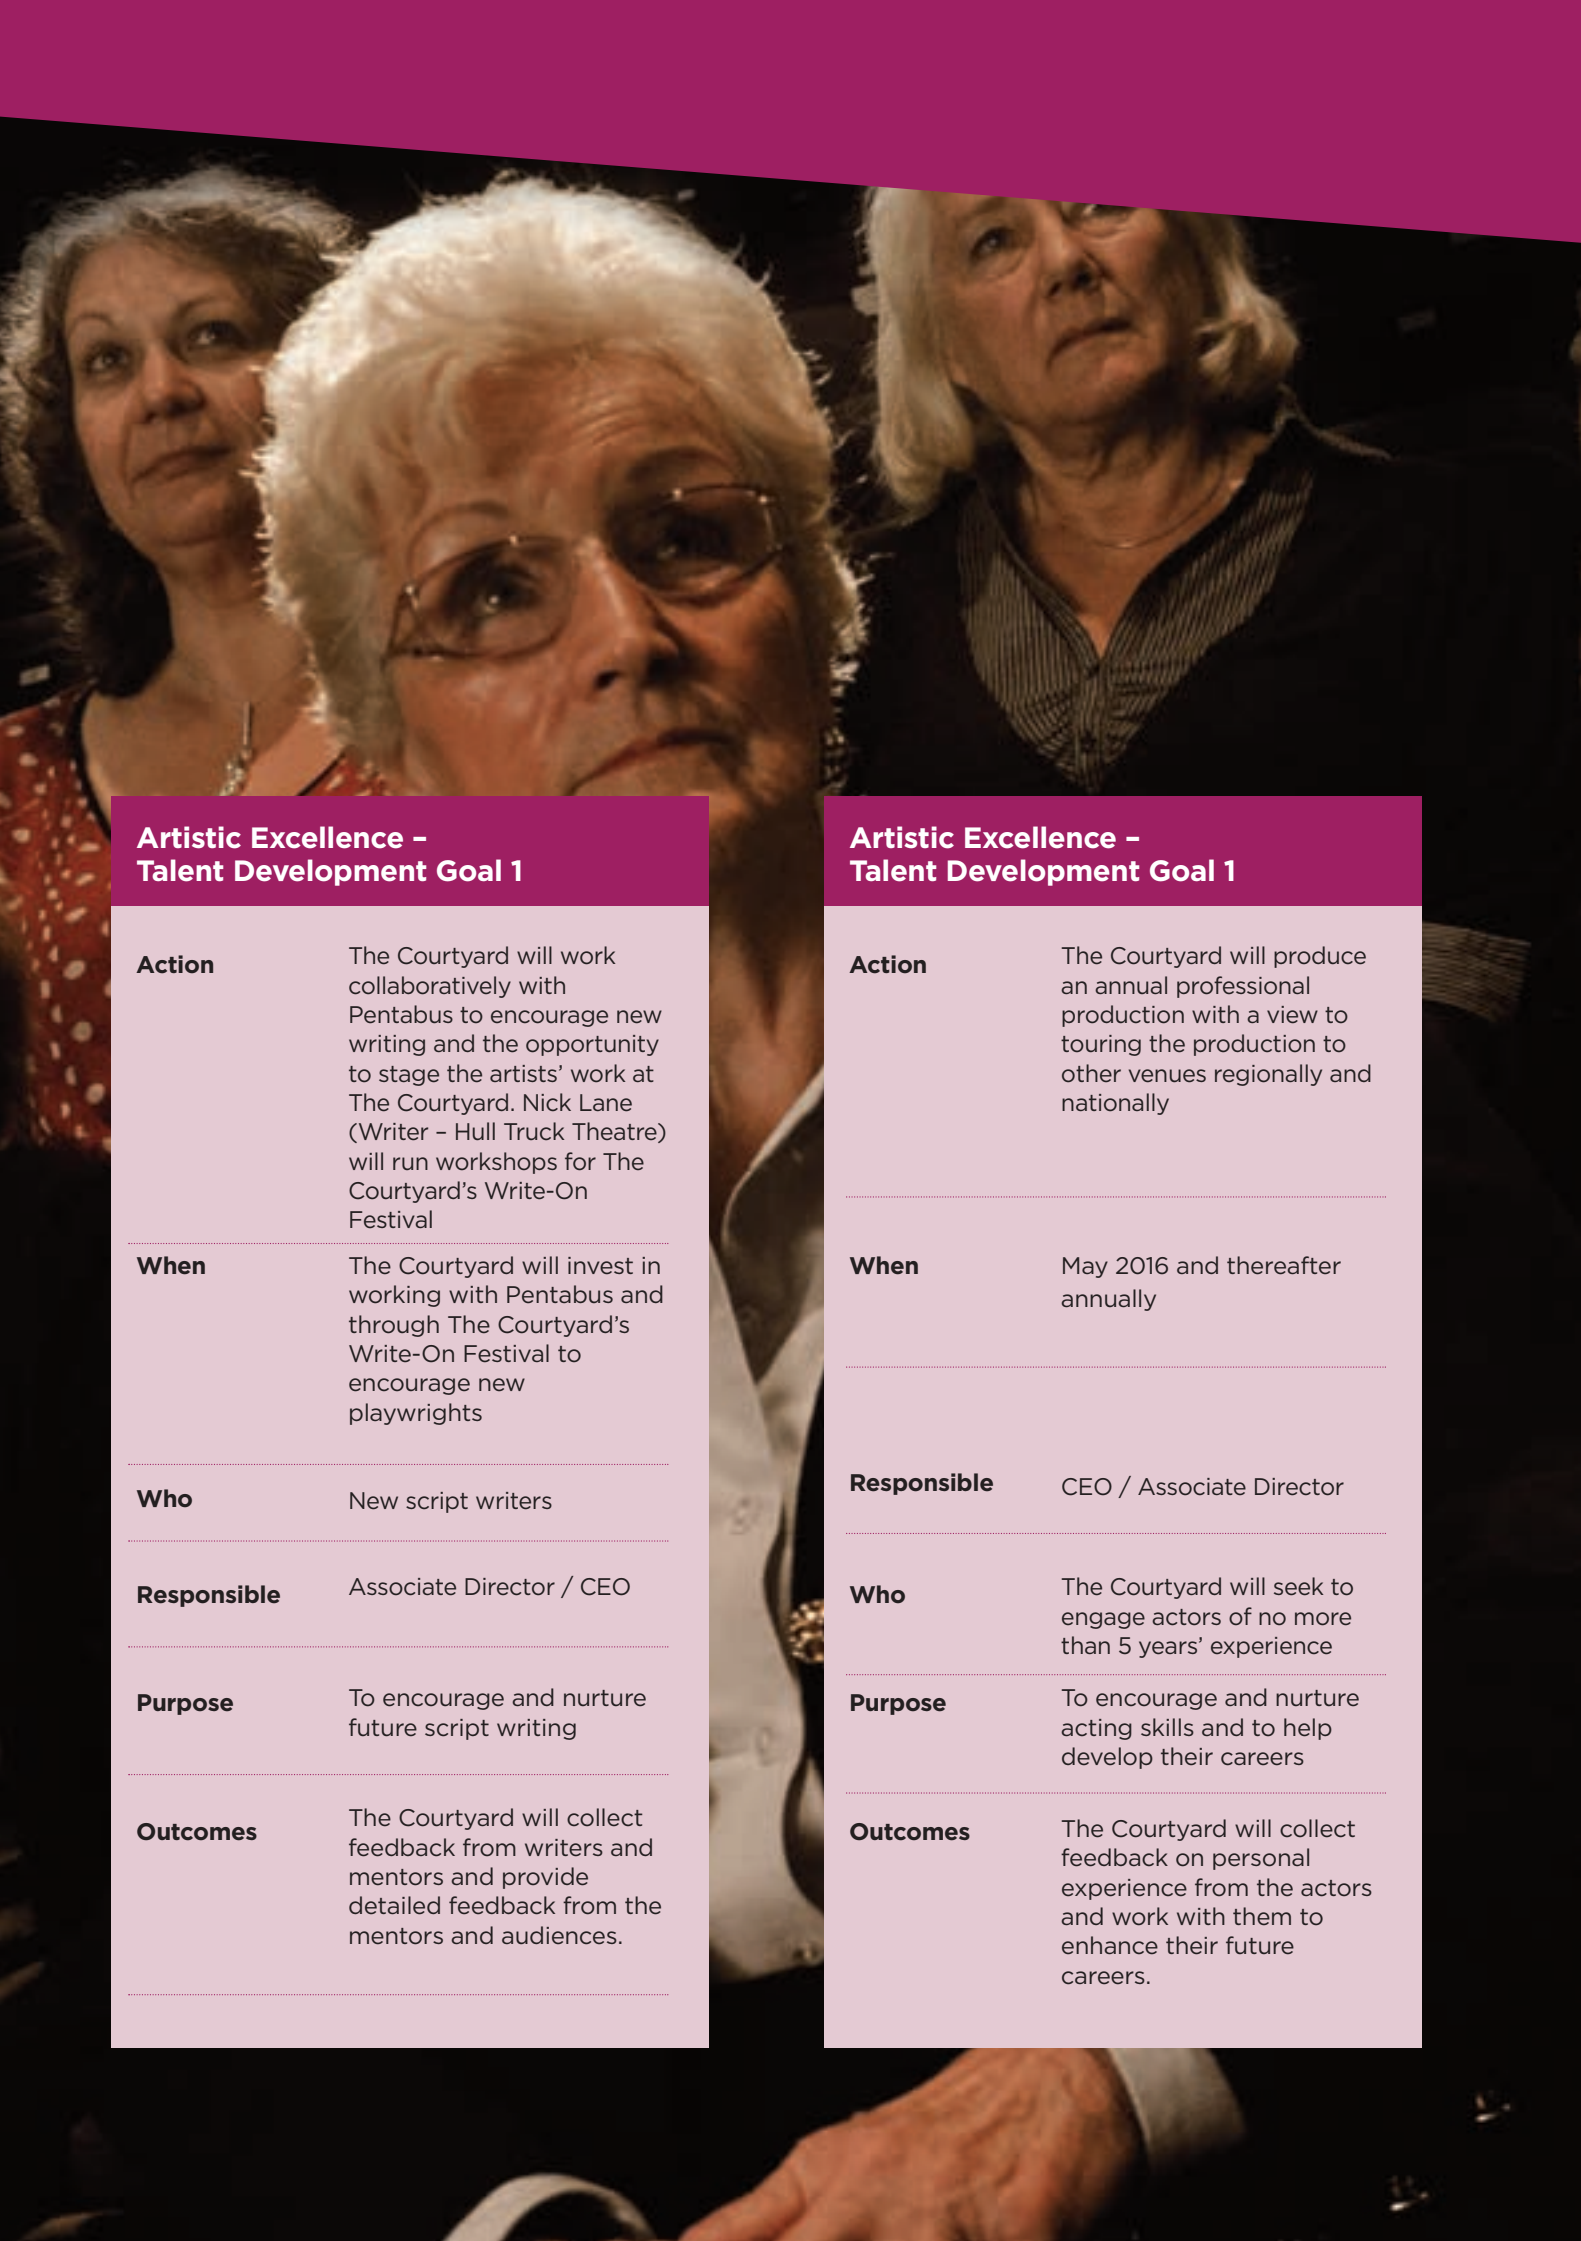 Artistic Excellence –
Talent Development Goal 1
Action
The Courtyard will work
collaboratively with
Pentabus to encourage new
writing and the opportunity
to stage the artists’ work at
The Courtyard. Nick Lane
(Writer – Hull Truck Theatre)
will run workshops for The
Courtyard’s Write-On
Festival
When
The Courtyard will invest in
working with Pentabus and
through The Courtyard’s
Write-On Festival to
encourage new
playwrights
Who
New script writers
Responsible
Associate Director / CEO
Purpose
To encourage and nurture
future script writing
Outcomes
The Courtyard will collect
feedback from writers and
mentors and provide
detailed feedback from the
mentors and audiences.
Artistic Excellence –
Talent Development Goal 1
Action
The Courtyard will produce
an annual professional
production with a view to
touring the production to
other venues regionally and
nationally
When
May 2016 and thereafter
annually
Responsible
CEO / Associate Director
Who
The Courtyard will seek to
engage actors of no more
than 5 years’ experience
Purpose
To encourage and nurture
acting skills and to help
develop their careers
Outcomes
The Courtyard will collect
feedback on personal
experience from the actors
and work with them to
enhance their future
careers.